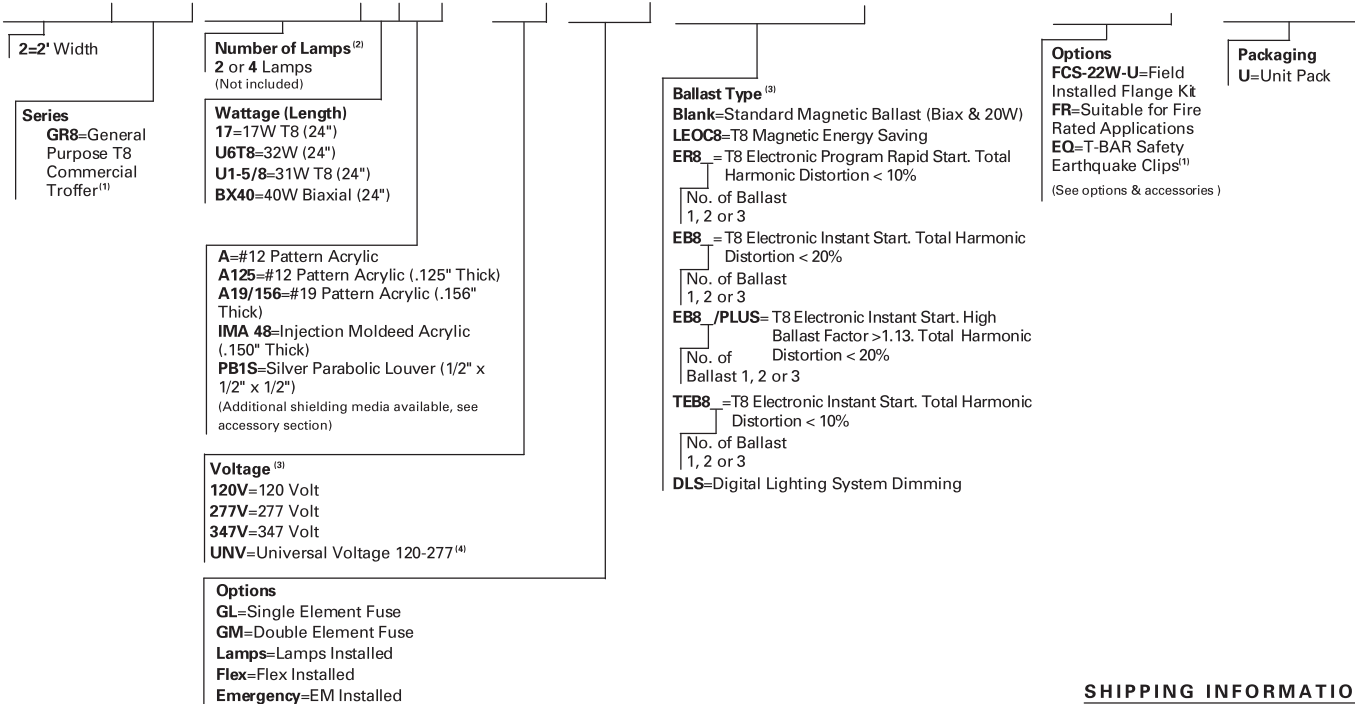 2=2' Width
Series
GR8=General
Purpose T8
Commercial
Troffer(1)
Number of Lamps (2)
2 or 4 Lamps
(Not included)
Wattage (Length)
17=17W T8 (24")
U6T8=32W (24")
U1-5/8=31W T8 (24")
BX40=40W Biaxial (24")
A=#12 Pattern Acrylic
A125=#12 Pattern Acrylic (.125" Thick)
A19/156=#19 Pattern Acrylic (.156"
Thick)
IMA 48=Injection Moldeed Acrylic
(.150" Thick)
PB1S=Silver Parabolic Louver (1/2" x
1/2" x 1/2")
(Additional shielding media available, see
accessory section)
Voltage (3)
120V=120 Volt
277V=277 Volt
347V=347 Volt
UNV=Universal Voltage 120-277 (4)
Options
GL=Single Element Fuse
GM=Double Element Fuse
Lamps=Lamps Installed
Flex=Flex Installed
Emergency=EM Installed
Ballast Type (3)
Blank=Standard Magnetic Ballast (Biax & 20W)
LEOC8=T8 Magnetic Energy Saving
ER8_=T8 Electronic Program Rapid Start. Total
Harmonic Distortion < 10%
No. of Ballast
1, 2 or 3
EB8_=T8 Electronic Instant Start. Total Harmonic
Distortion < 20%
No. of Ballast
1, 2 or 3
EB8_/PLUS=T8 Electronic Instant Start. High
Ballast Factor >1.13. Total Harmonic
Distortion < 20%
No. of
Ballast 1, 2 or 3
TEB8_=T8 Electronic Instant Start. Total Harmonic
Distortion < 10%
No. of Ballast
1, 2 or 3
DLS=Digital Lighting System Dimming
Options
FCS-22W-U=Field
Installed Flange Kit
FR=Suitable for Fire
Rated Applications
EQ=T-BAR Safety
Earthquake Clips(1)
(See options & accessories )
Packaging
U=Unit Pack
SHIPPING INFORMATIO